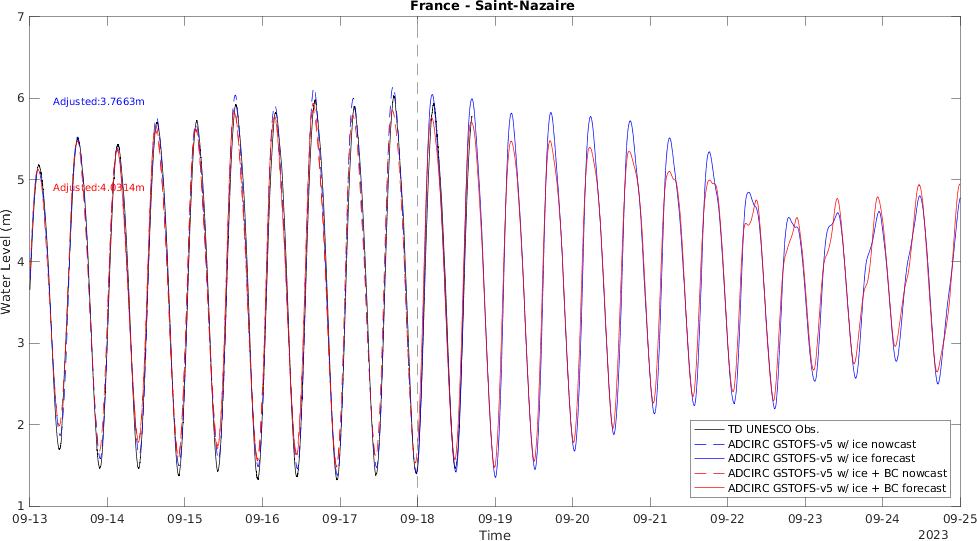 France - Saint-Nazaire
7
6
5
4
3
2
1
Water Level (m)
Adjusted:3.7663m
Adjusted:4.0314m
TD UNESCO Obs.
ADCIRC GSTOFS-v5 w/ ice nowcast
ADCIRC GSTOFS-v5 w/ ice forecast
ADCIRC GSTOFS-v5 w/ ice + BC nowcast
ADCIRC GSTOFS-v5 w/ ice + BC forecast
09-13 09-14 09-15 09-16 09-17 09-18 09-19 09-20 09-21 09-22 09-23 09-24 09-25
Time
2023